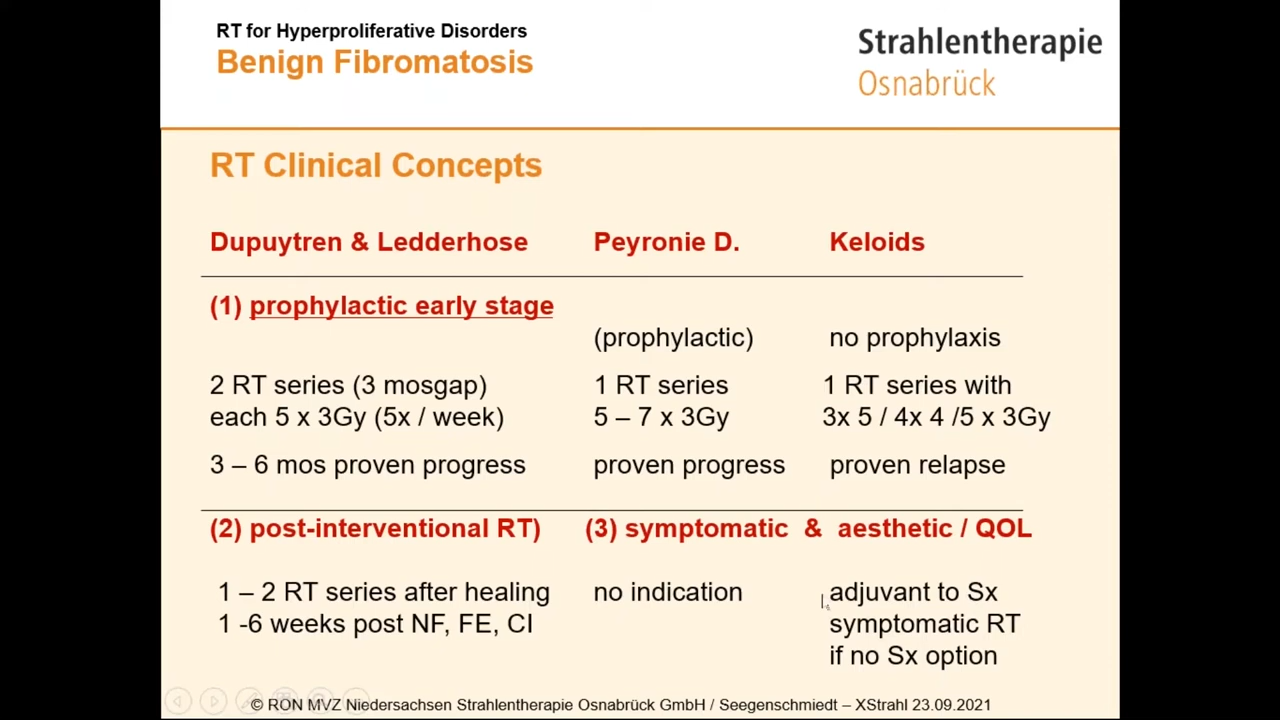 RT for Hyperproliferative Disorders
Benign Fibromatosis
Strahlentherapie
Osnabrück
RT Clinical Concepts
Dupuytren & Ledderhose Peyronie D. Keloids
(1) prophylactic early stage
(prophylactic) no prophylaxis
2 RT series (3 mosgap) 1 RT series 1 RT series with
each 5 x 3Gy (5x / week) 5 – 7 x 3Gy 3x 5 / 4x 4 /5 x 3Gy
3 – 6 mos proven progress proven progress proven relapse
(2) post-interventional RT) (3) symptomatic & aesthetic / QOL
1 – 2 RT series after healing no indication adjuvant to Sx
1 -6 weeks post NF, FE, CI symptomatic RT
if no Sx option
© RON MVZ Niedersachsen Strahlentherapie Osnabrück GmbH / Seegenschmiedt – XStrahl 23.09.2021